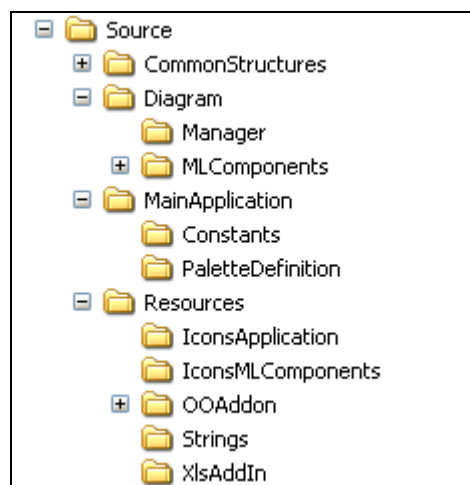 Source
CommonStructures
Diagram
Manager
MLComponents
MainApplication
Constants
PaletteDefinition
Resources
IconsApplication
IconsMLComponents
OOAddon
Strings
XlsAddIn